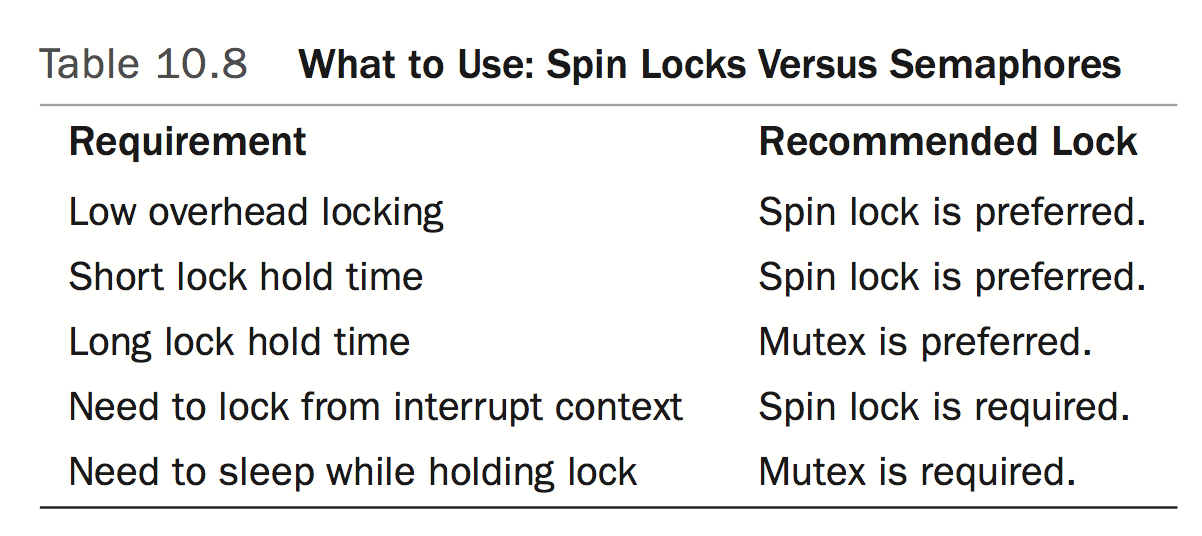 Table 10.8 What to Use: Spin Locks Versus Semaphores
Requirement Recommended Lock
Low overhead locking Spin lock is preferred.
Short lock hold time Spin lock is preferred.
Long lock hold time Mutex is preferred.
Need to lock from interrupt context Spin lock is required.
Need to sleep while holding lock Mutex is required.